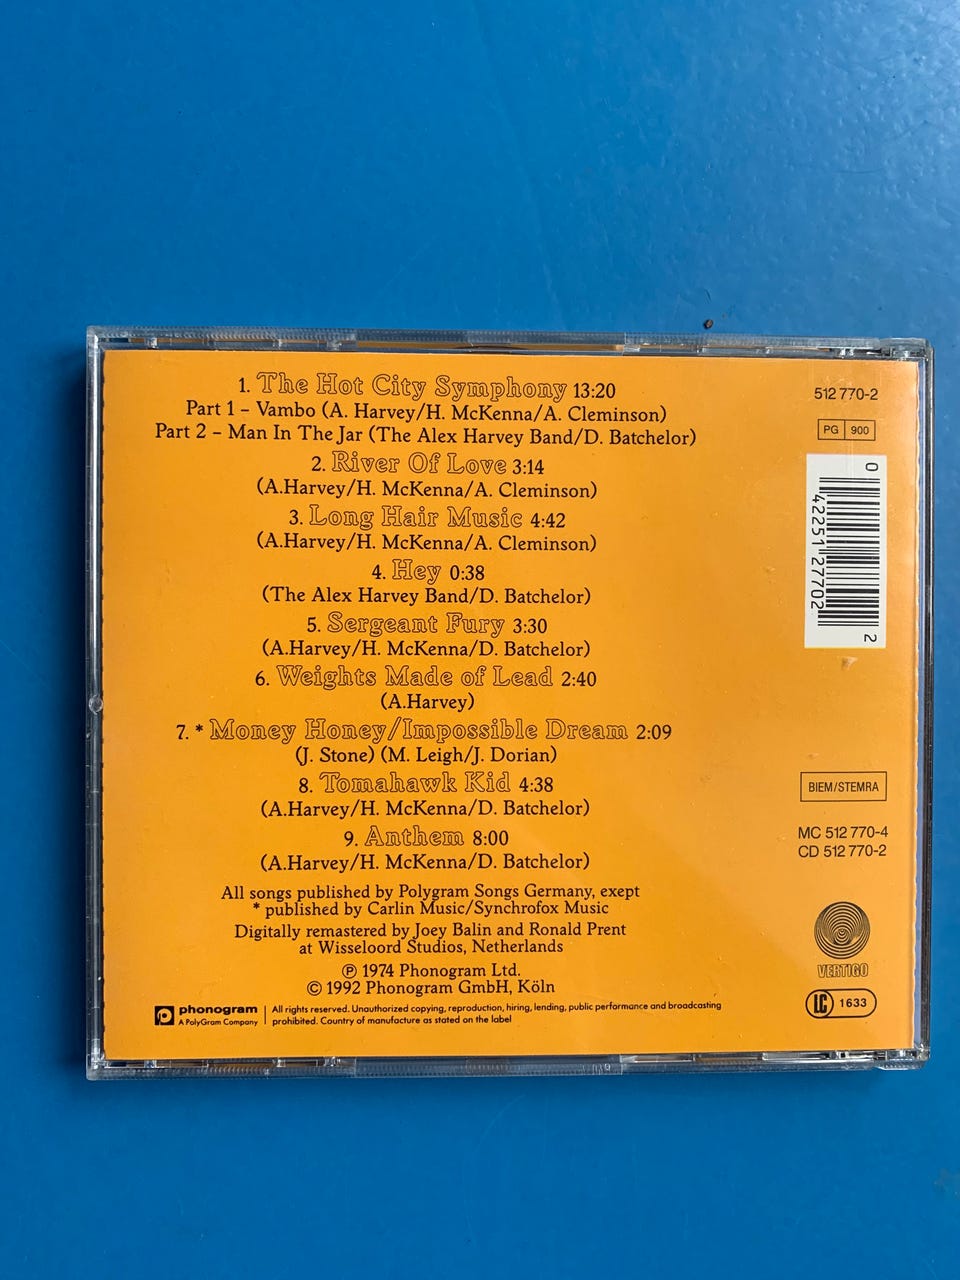 1. The Hot City Symphony 13:20
Part 1 – Vambo (A. Harvey/H. McKenna/A. Cleminson)
Part 2 – Man In The Jar (The Alex Harvey Band/D. Batchelor)
2. River Of Love 3:14
(A.Harvey/H. McKenna/A. Cleminson)
3. Long Hair Music 4:42
(A.Harvey/H. McKenna/A. Cleminson)
4. Hey 0:38
(The Alex Harvey Band/D. Batchelor)
5. Sergeant Fury 3:30
(A.Harvey/H. McKenna/D. Batchelor)
6. Weights Made of Lead 2:40
(A.Harvey)
7. * Money Honey/Impossible Dream 2:09
(J. Stone) (M. Leigh/J. Dorian)
8. Tomahawk Kid 4:38
(A.Harvey/H. McKenna/D. Batchelor)
9. Anthem 8:00
(A.Harvey/H. McKenna/D. Batchelor)
All songs published by Polygram Songs Germany, exept
* published by Carlin Music/Synchrofox Music
Digitally remastered by Joey Balin and Ronald Prent
at Wisseloord Studios, Netherlands
℗ 1974 Phonogram Ltd.
© 1992 Phonogram GmbH, Köln
phonogram
A PolyGram Company
All rights reserved. Unauthorized copying, reproduction, hiring, lending, public performance and broadcasting
prohibited. Country of manufacture as stated on the label
512 770-2
PG 900
0 42251 27702 2
BIEM/STEMRA
MC 512 770-4
CD 512 770-2
VERTIGO
LC 1633